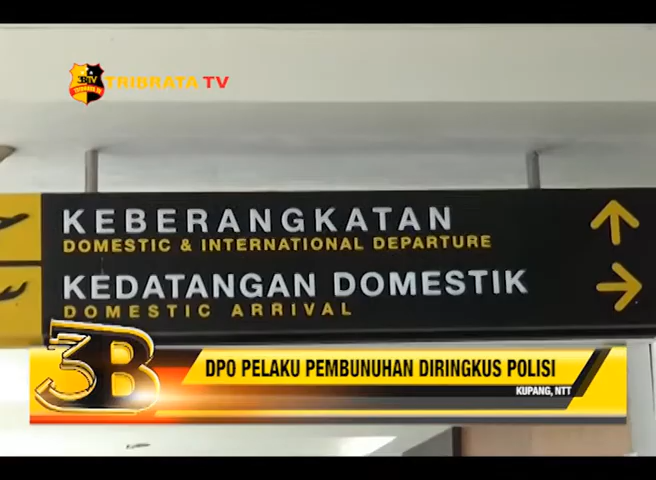 TRIBRATA TV
KEBERANGKATAN
DOMESTIC & INTERNATIONAL DEPARTURE
KEDATANGAN DOMESTIK
DOMESTIC ARRIVAL
3B
DPO PELAKU PEMBUNUHAN DIRINGKUS POLISI
KUPANG, NTT